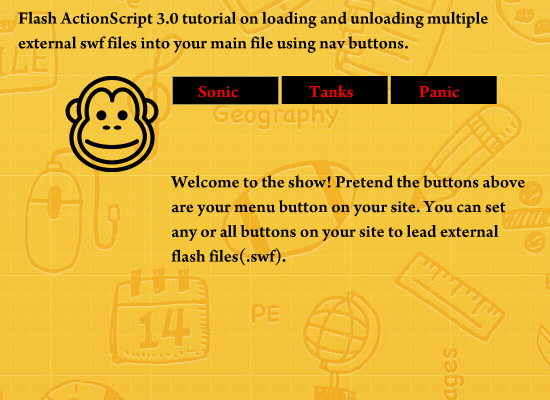 Flash ActionScript 3.0 tutorial on loading and unloading multiple
external swf files into your main file using nav buttons.
Sonic Tanks Panic
Geography
Welcome to the show! Pretend the buttons above
are your menu button on your site. You can set
any or all buttons on your site to lead external
flash files(.swf).
14
PE